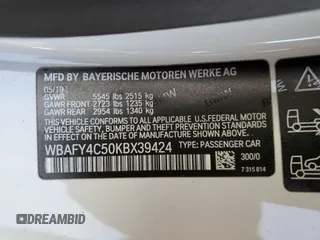 MFD BY BAYERISCHE MOTOREN WERKE AG
05/19
GVWR 5545 lbs 2515 kg
GAWR FRONT 2723 lbs 1235 kg
GAWR REAR 2954 lbs 1340 kg
THIS VEHICLE CONFORMS TO ALL APPLICABLE
U.S. FEDERAL MOTOR VEHICLE SAFETY, BUMPER,
AND THEFT PREVENTION STANDARDS IN EFFECT
ON THE DATE OF MANUFACTURE SHOWN ABOVE.
WBAFY4C50KBX39424 TYPE: PASSENGER CAR
300/0
7 315 814
DREAMBID